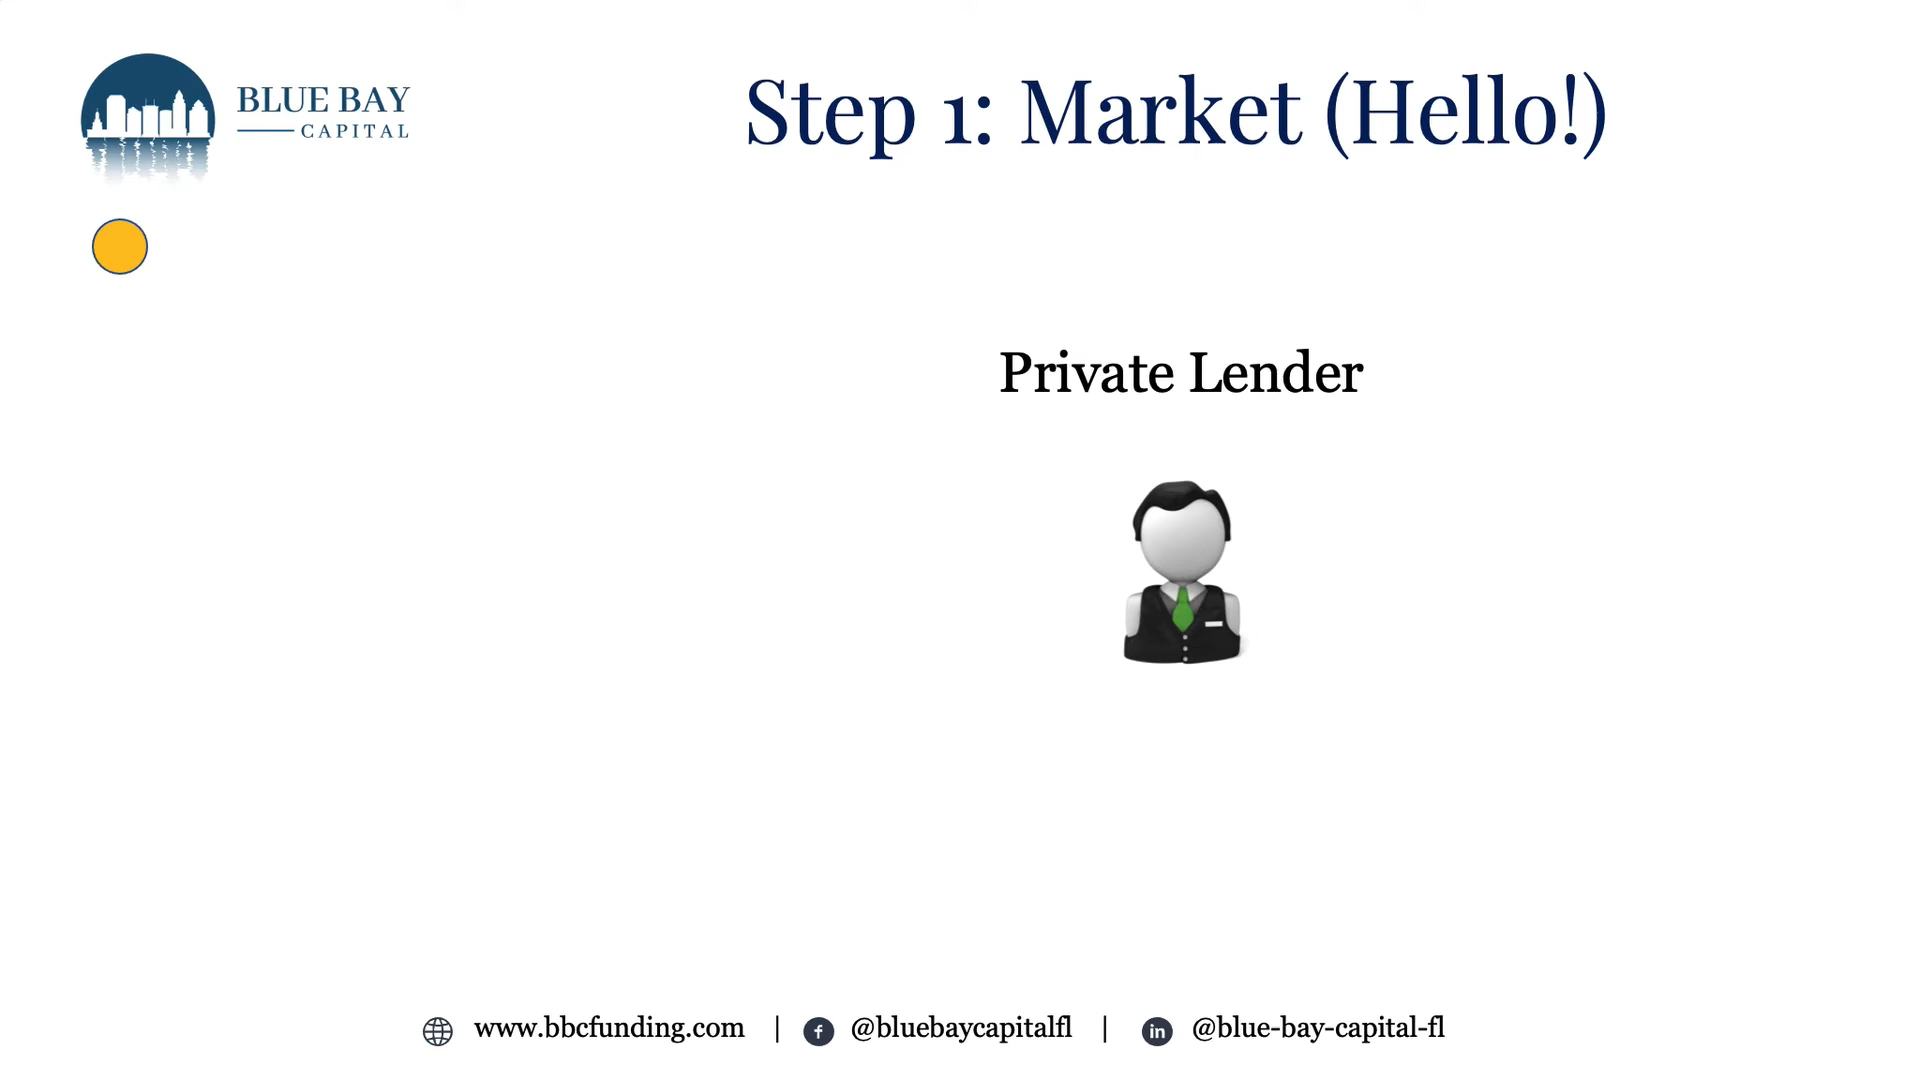 BLUE BAY
CAPITAL
Step 1: Market (Hello!)
Private Lender
www.bbcfunding.com | @bluebaycapitalfl | @blue-bay-capital-fl